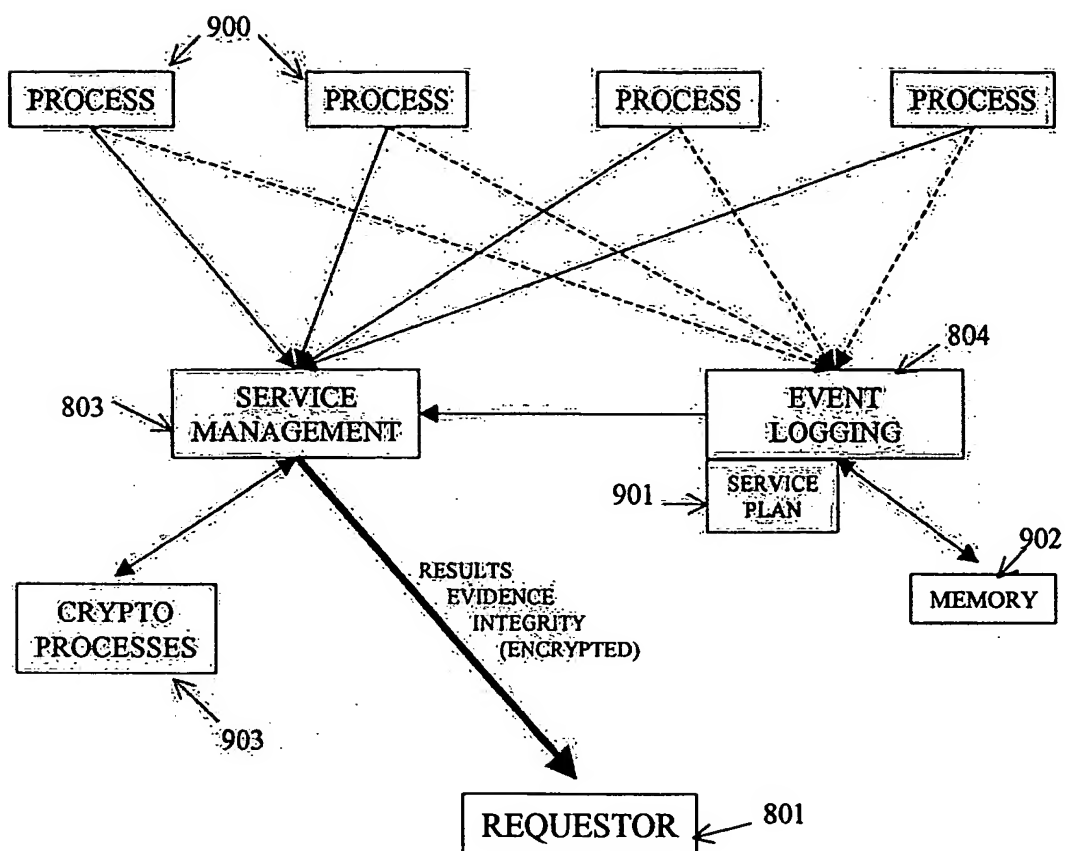 900
PROCESS
PROCESS
PROCESS
PROCESS
804
803
SERVICE
MANAGEMENT
EVENT
LOGGING
901
SERVICE
PLAN
902
MEMORY
RESULTS
EVIDENCE
INTEGRITY
(ENCRYPTED)
CRYPTO
PROCESSES
903
REQUESTOR
801